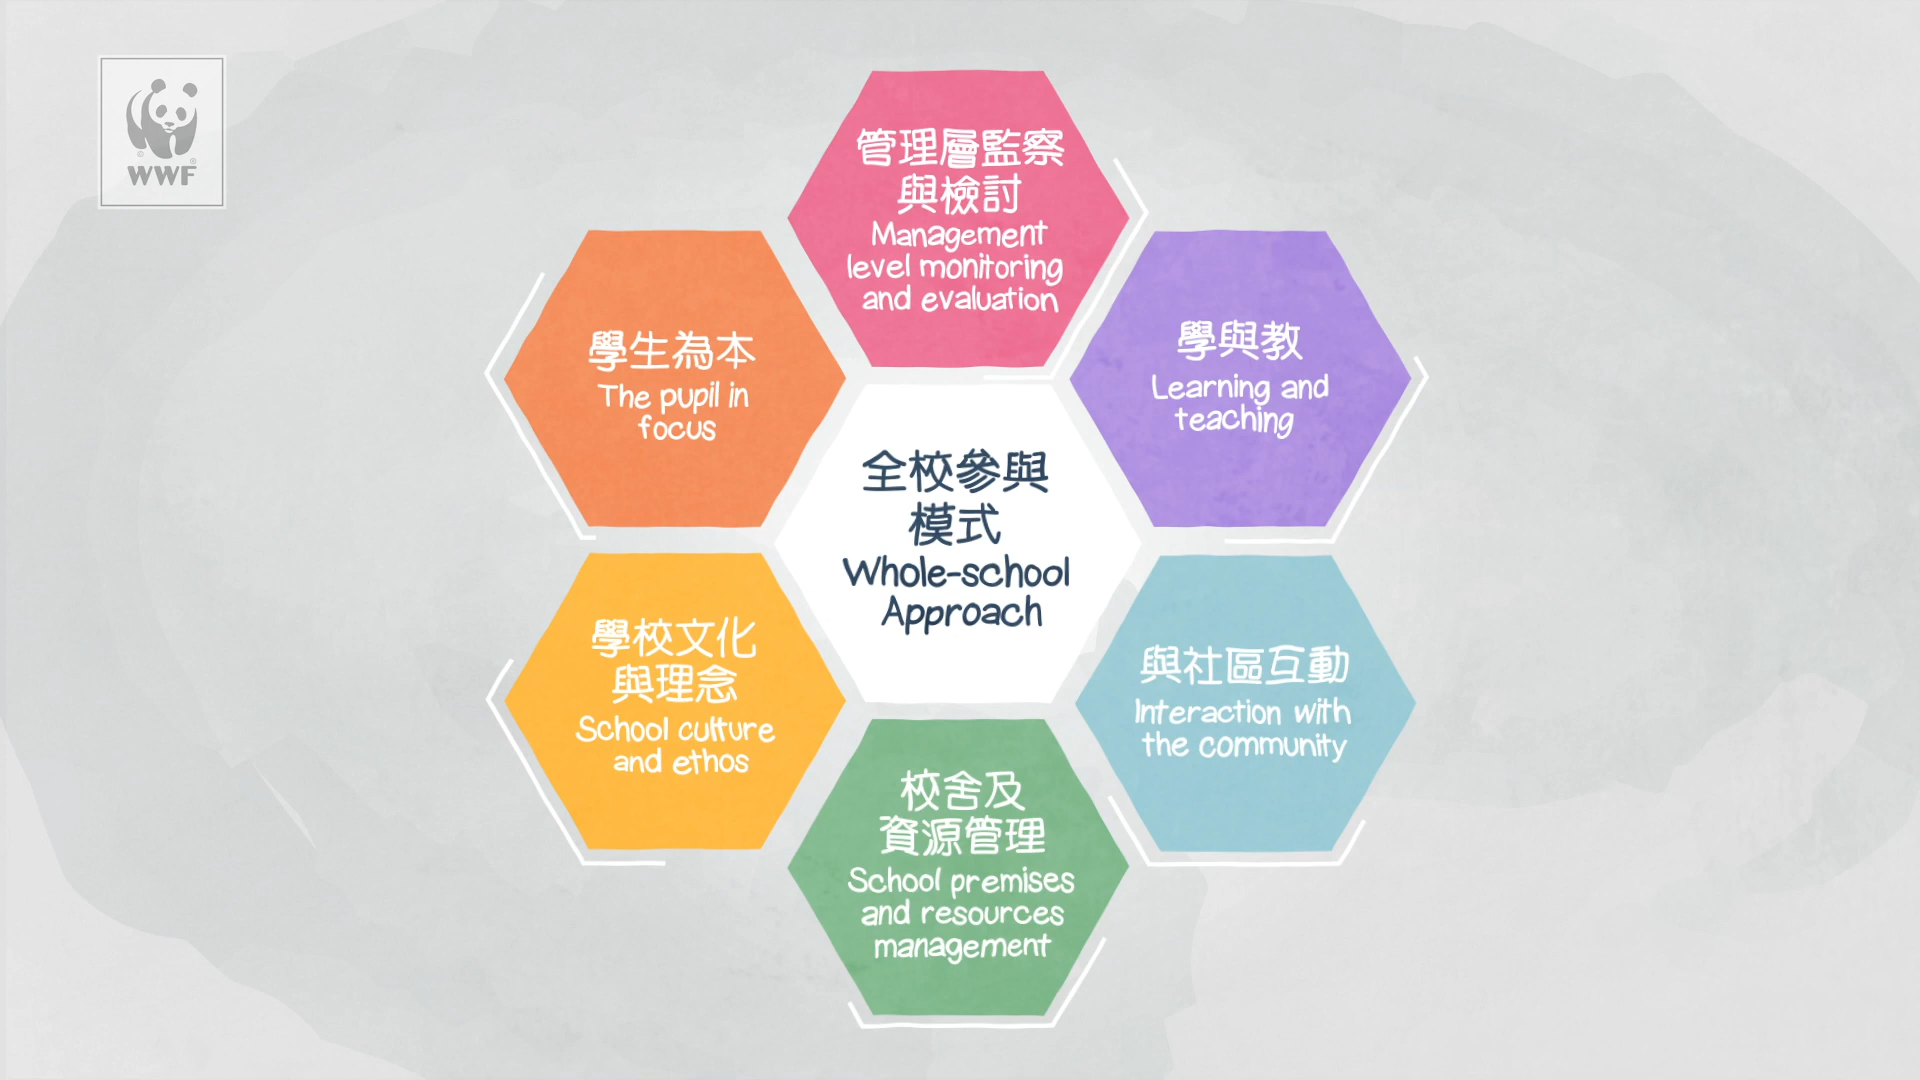 WWF
管理層監察
與檢討
Management
level monitoring
and evaluation
學與教
Learning and
teaching
與社區互動
Interaction with
the community
校舍及
資源管理
School premises
and resources
management
學校文化
與理念
School culture
and ethos
學生為本
The pupil in
focus
全校參與
模式
Whole-school
Approach